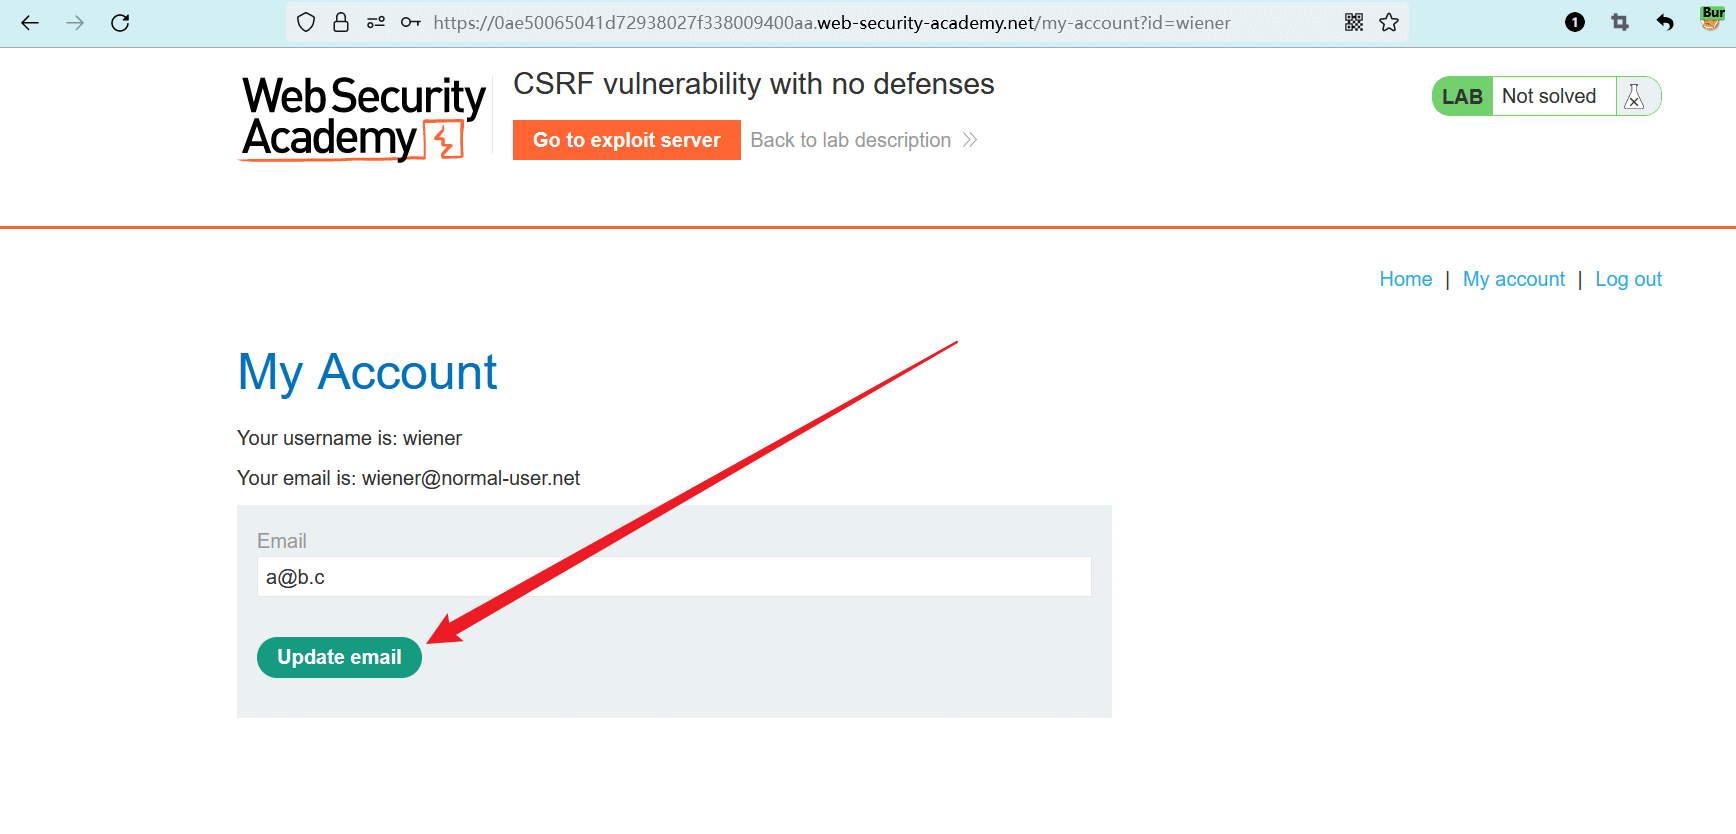 https://0ae50065041d72938027f338009400aa.web-security-academy.net/my-account?id=wiener
1
Bur
Web Security
Academy
CSRF vulnerability with no defenses
Go to exploit server
Back to lab description
LAB
Not solved
Home | My account | Log out
My Account
Your username is: wiener
Your email is: wiener@normal-user.net
Email
a@b.c
Update email